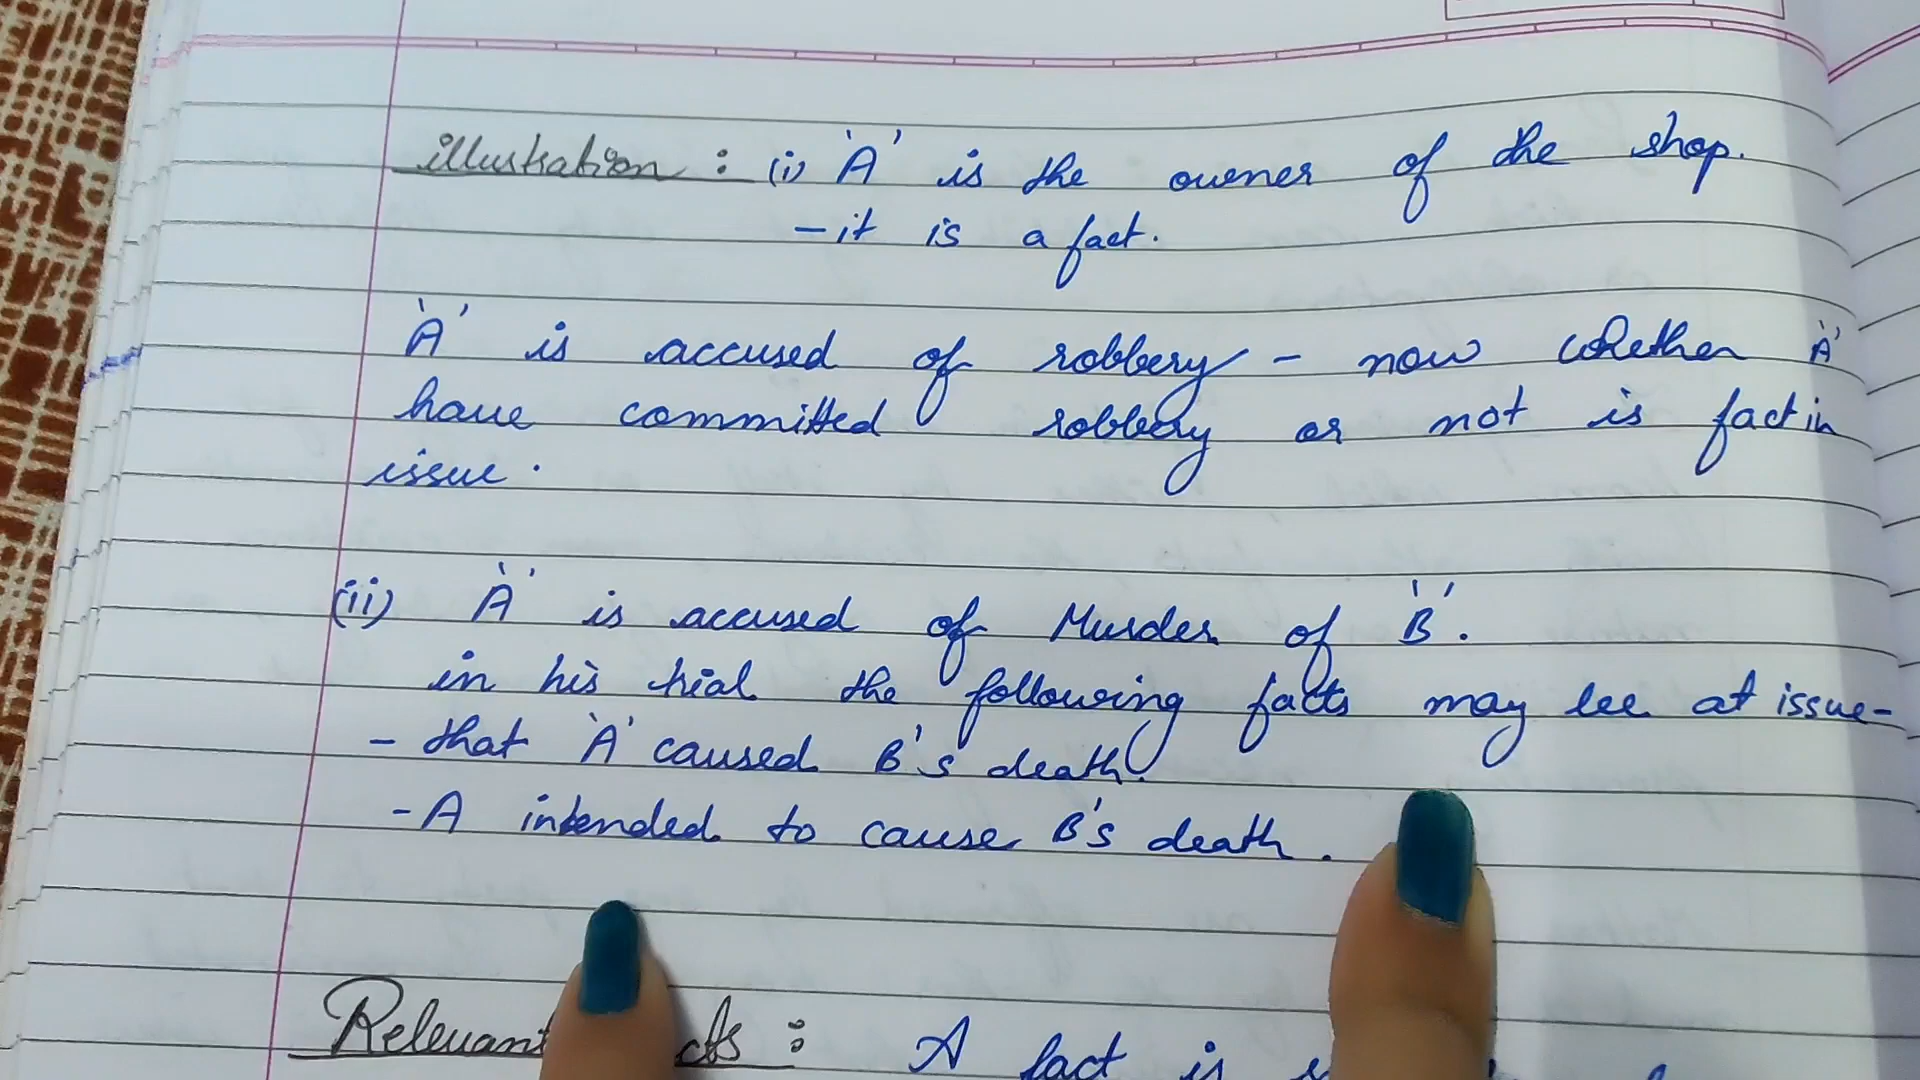 illustration : (i) 'A' is the owner of the shop.
- it is a fact.
'A' is accused of robbery - now whether 'A'
have committed robbery or not is fact in
issue.
(ii) 'A' is accused of Murder of 'B'.
in his trial the following facts may be at issue-
- that 'A' caused B's death.
- A intended to cause B's death.
Relevant : A fact is